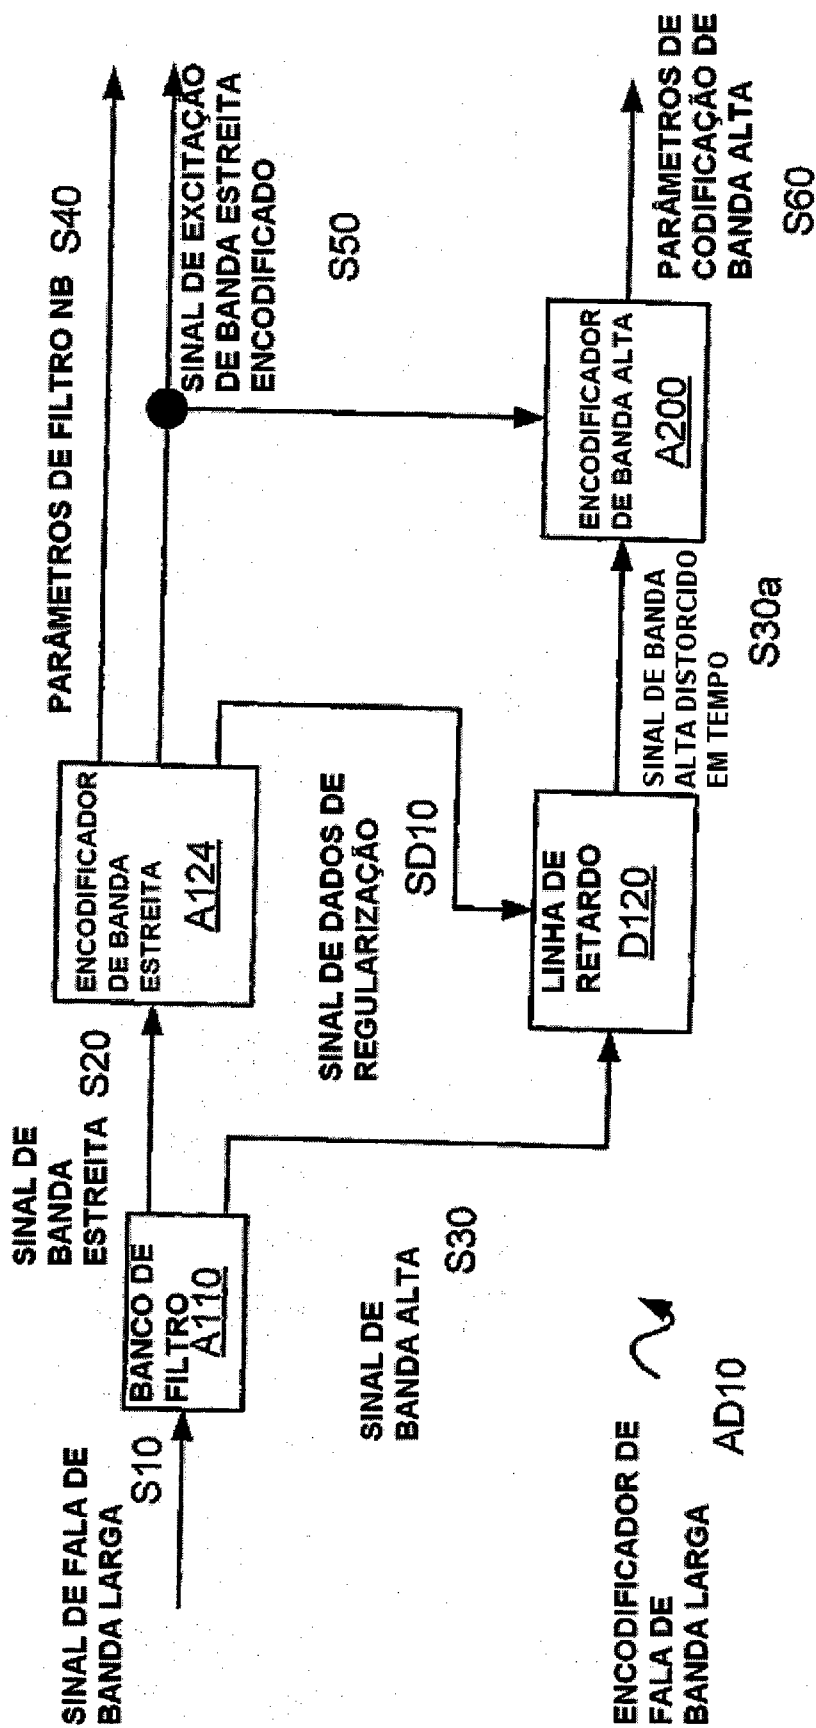 SINAL DE FALA DE
BANDA LARGA
S10
BANCO DE
FILTRO
A110
SINAL DE
BANDA
ESTREITA S20
ENCODIFICADOR
DE BANDA
ESTREITA
A124
PARÂMETROS DE FILTRO NB S40
SINAL DE EXCITAÇÃO
DE BANDA ESTREITA
ENCODIFICADO
S50
SINAL DE
BANDA ALTA
S30
SINAL DE DADOS DE
REGULARIZAÇÃO
SD10
LINHA DE
RETARDO
D120
SINAL DE BANDA
ALTA DISTORCIDO
EM TEMPO
S30a
ENCODIFICADOR
DE BANDA ALTA
A200
PARÂMETROS DE
CODIFICAÇÃO DE
BANDA ALTA
S60
ENCODIFICADOR DE
FALA DE
BANDA LARGA
AD10